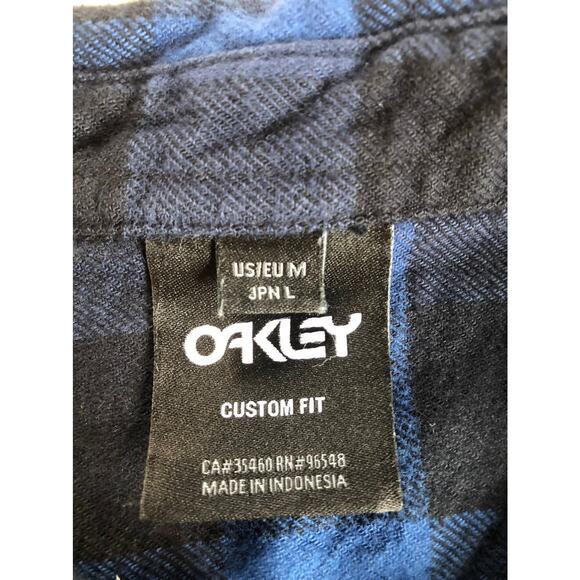 US/EU M
JPN L
OAKLEY
CUSTOM FIT
CA#35460 RN#96548
MADE IN INDONESIA